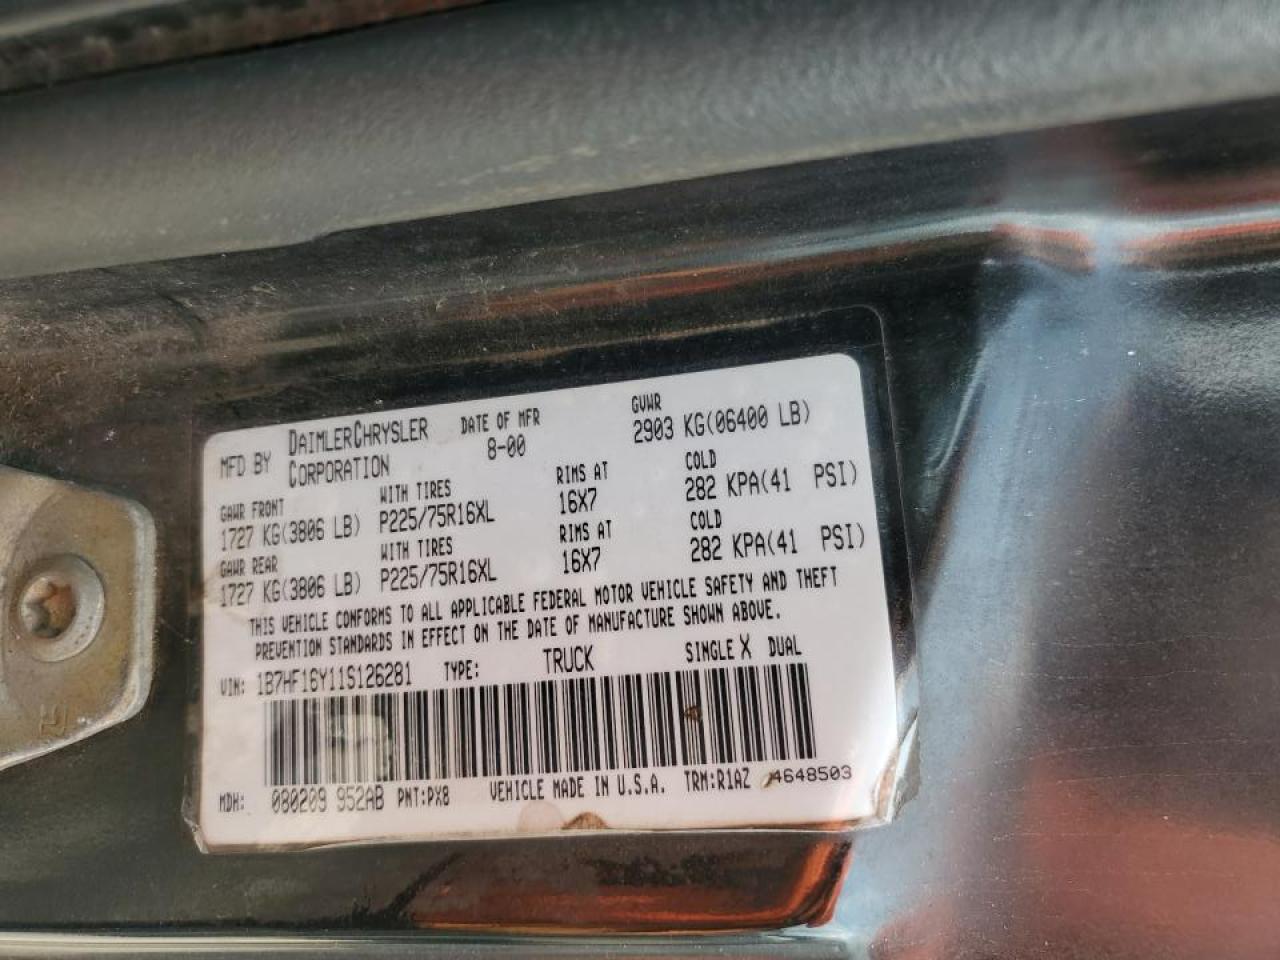 MFD BY DAIMLERCHRYSLER CORPORATION DATE OF MFR 8-00 GVWR 2903 KG(06400 LB)
GAWR FRONT WITH TIRES RIMS AT COLD
1727 KG(3806 LB) P225/75R16XL 16X7 282 KPA(41 PSI)
GAWR REAR WITH TIRES RIMS AT COLD
1727 KG(3806 LB) P225/75R16XL 16X7 282 KPA(41 PSI)
THIS VEHICLE CONFORMS TO ALL APPLICABLE FEDERAL MOTOR VEHICLE SAFETY AND THEFT
PREVENTION STANDARDS IN EFFECT ON THE DATE OF MANUFACTURE SHOWN ABOVE.
VIN: 1B7HF16Y11S126281 TYPE: TRUCK SINGLE X DUAL
MDH: 080209 952AB PNT:PX8 VEHICLE MADE IN U.S.A. TRM:R1AZ 4648503